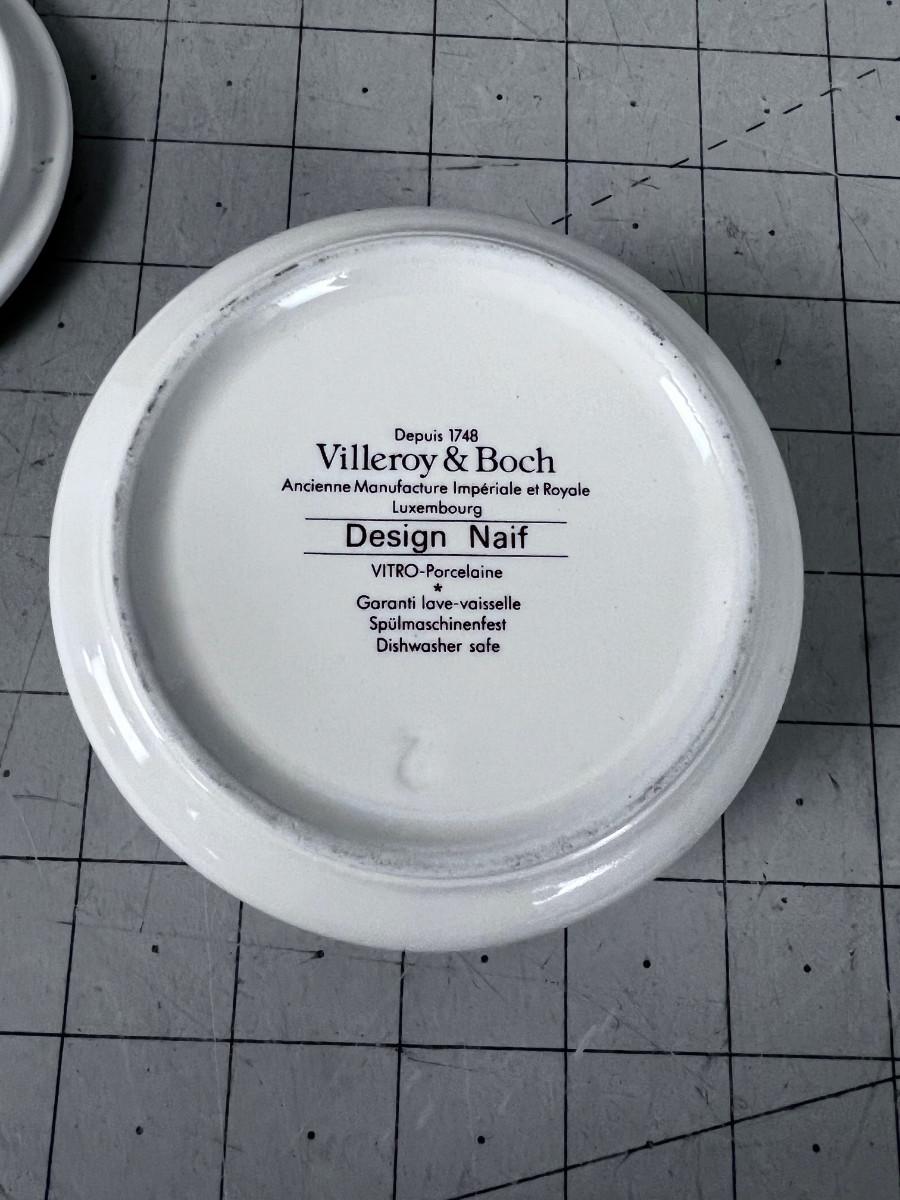 Depuis 1748
Villeroy & Boch
Ancienne Manufacture Impériale et Royale
Luxembourg
Design Naif
VITRO-Porcelaine
*
Garanti lave-vaisselle
Spülmaschinenfest
Dishwasher safe